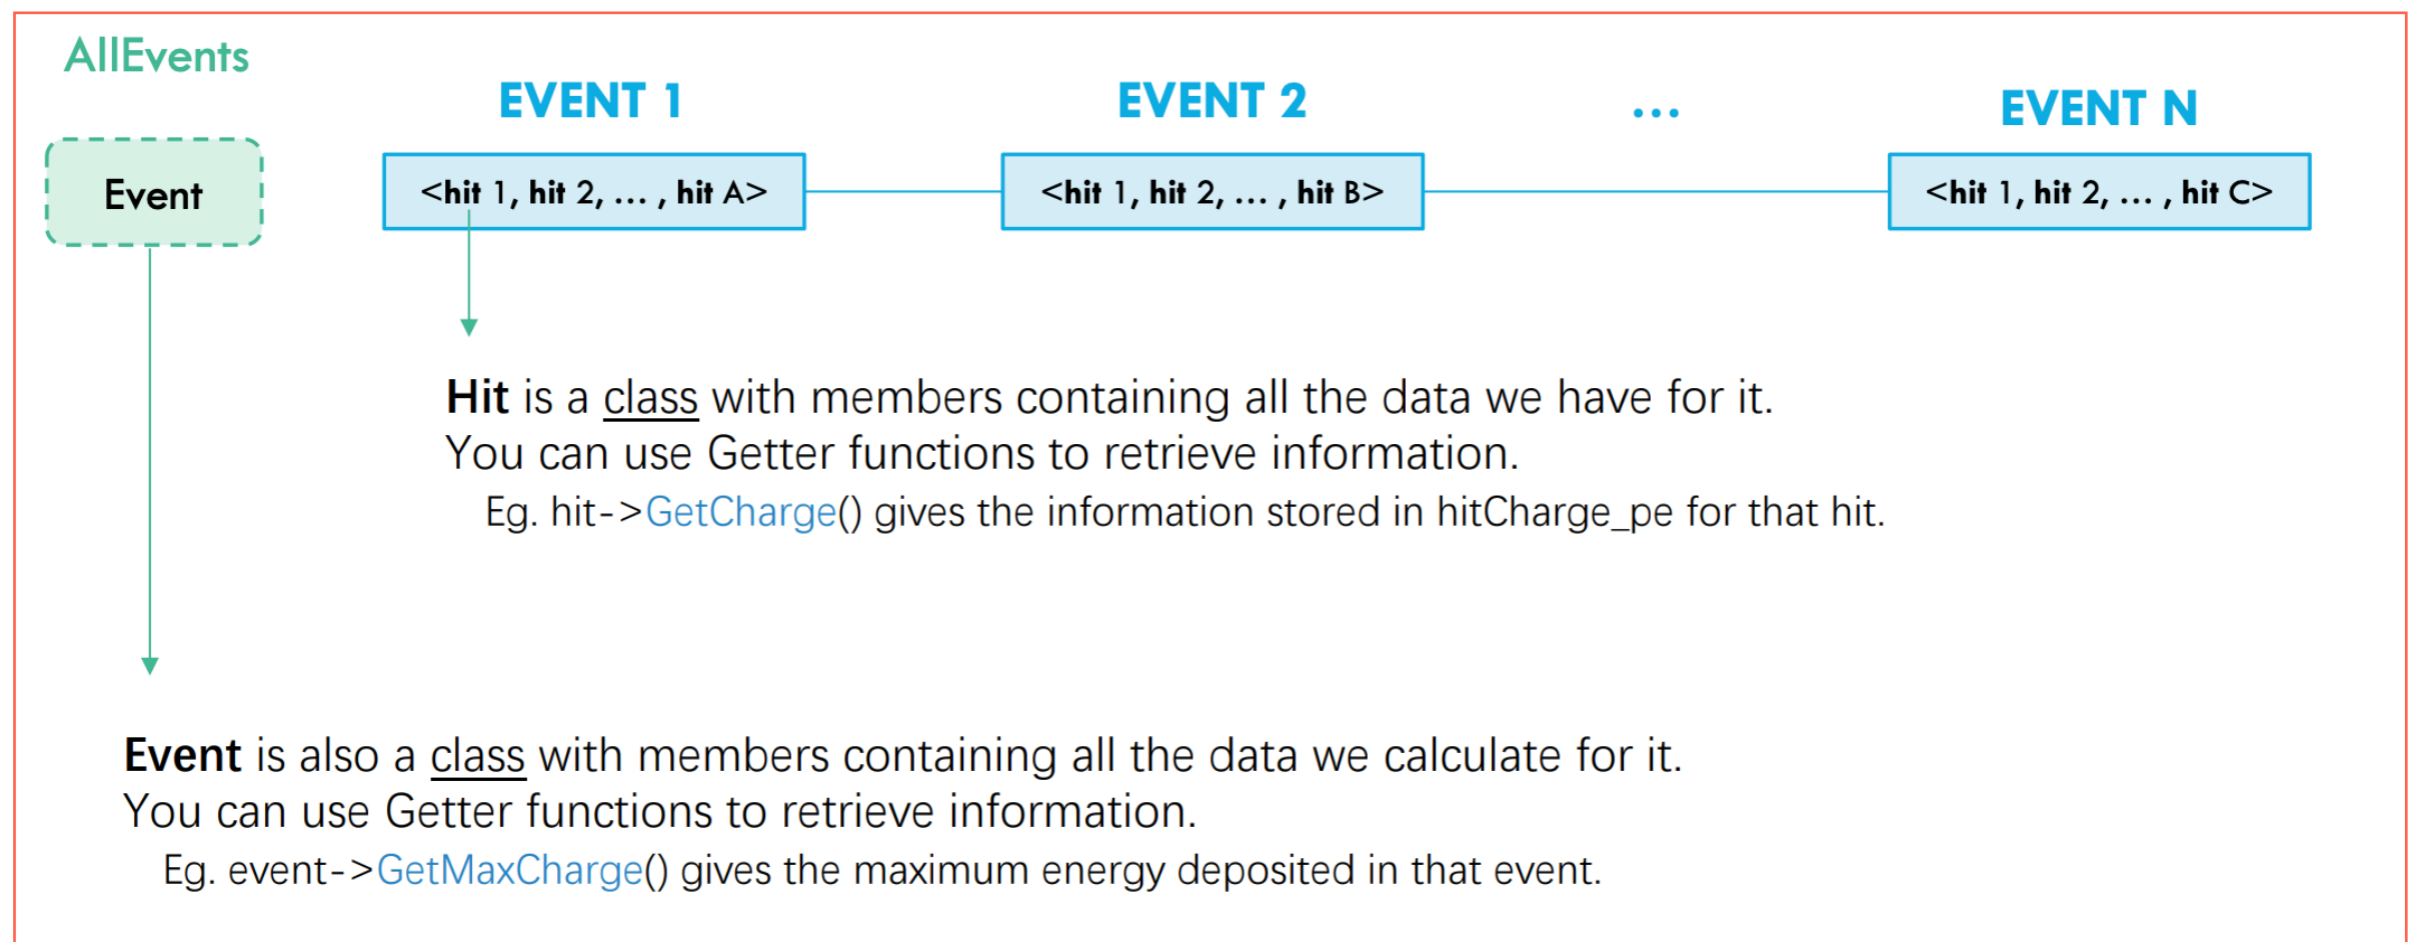 AllEvents
EVENT 1
EVENT 2
...
EVENT N
Event
<hit 1, hit 2, ... , hit A>
<hit 1, hit 2, ... , hit B>
<hit 1, hit 2, ... , hit C>
Hit is a class with members containing all the data we have for it.
You can use Getter functions to retrieve information.
Eg. hit->GetCharge() gives the information stored in hitCharge_pe for that hit.
Event is also a class with members containing all the data we calculate for it.
You can use Getter functions to retrieve information.
Eg. event->GetMaxCharge() gives the maximum energy deposited in that event.